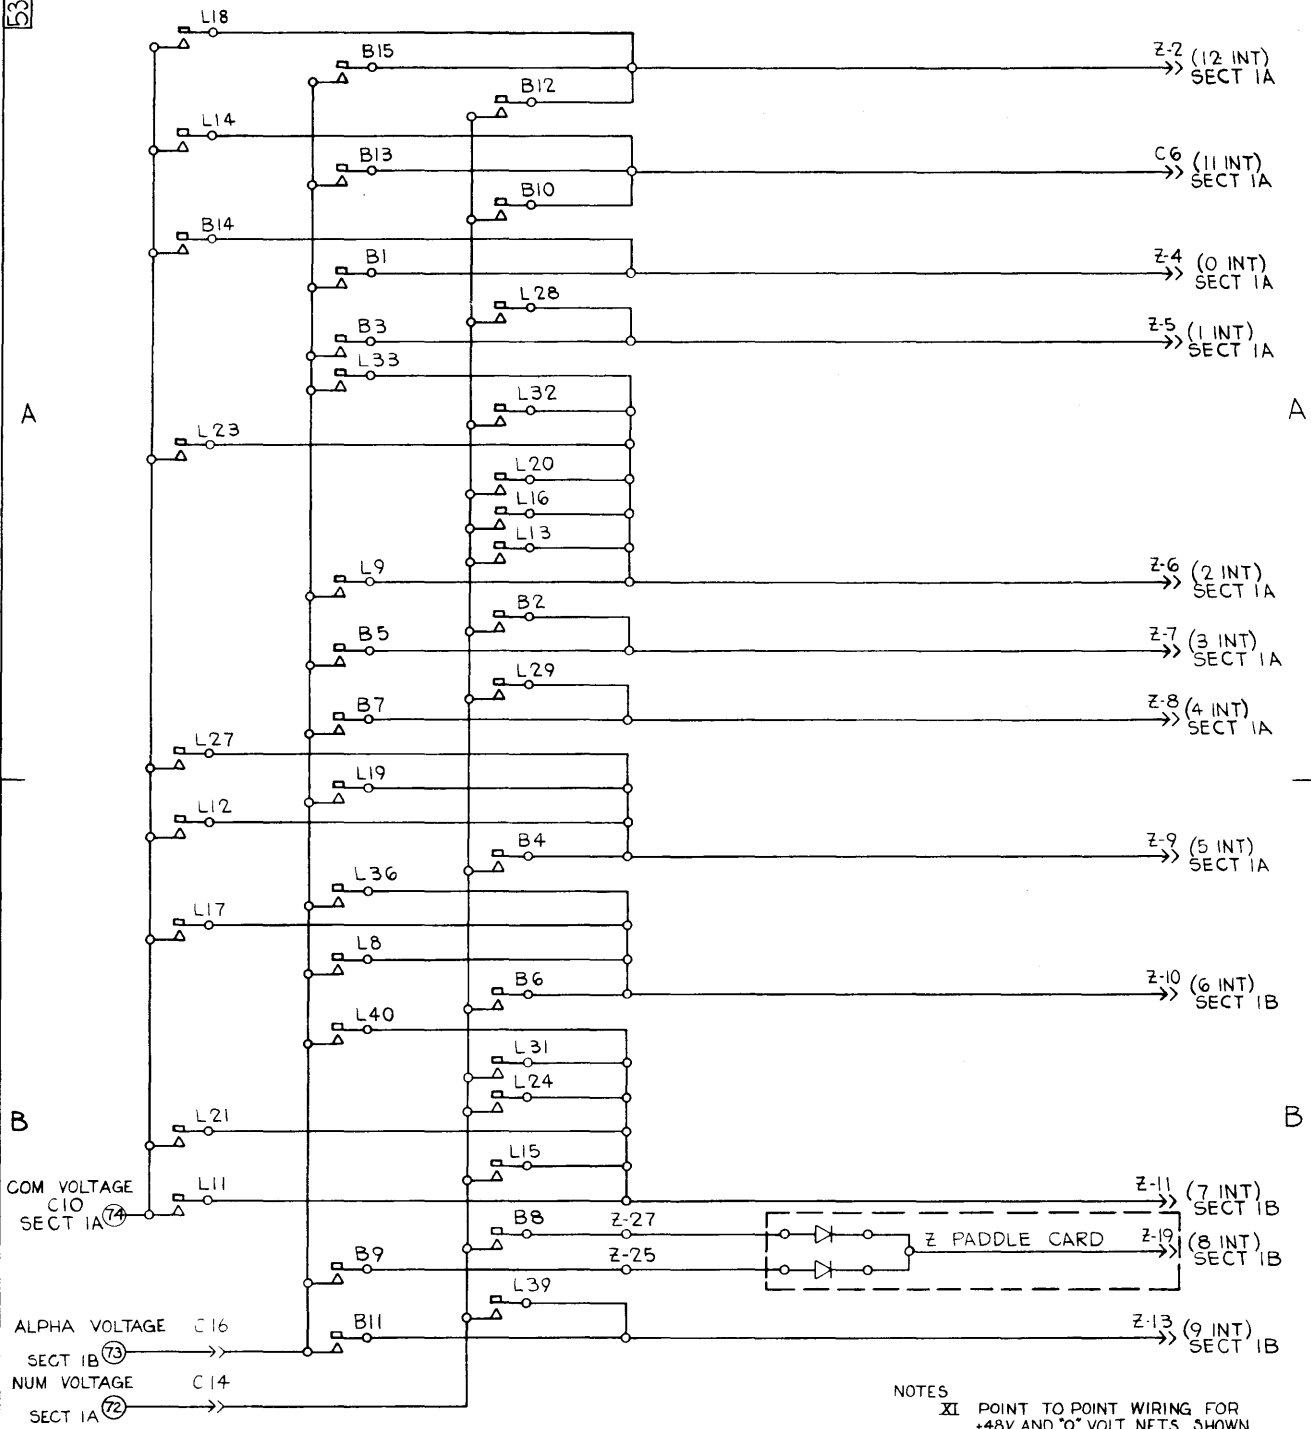 53
L18
B15
Z-2 (12 INT)
SECT 1A
B12
L14
B13
C6 (11 INT)
SECT 1A
B10
B14
B1
Z-4 (0 INT)
SECT 1A
L28
B3
Z-5 (1 INT)
SECT 1A
L33
L32
A
A
L23
L20
L16
L13
L9
Z-6 (2 INT)
SECT 1A
B2
B5
Z-7 (3 INT)
SECT 1A
L29
B7
Z-8 (4 INT)
SECT 1A
L27
L19
L12
B4
Z-9 (5 INT)
SECT 1A
L36
L17
L8
B6
Z-10 (6 INT)
SECT 1B
L40
L31
L24
B
B
L21
L15
COM VOLTAGE
C10
SECT 1A 74
L11
Z-11 (7 INT)
SECT 1B
B8
Z-27
Z PADDLE CARD
Z-19 (8 INT)
SECT 1B
B9
Z-25
L39
ALPHA VOLTAGE C16
SECT 1B 73
B11
Z-13 (9 INT)
SECT 1B
NUM VOLTAGE C14
SECT 1A 72
NOTES
XI POINT TO POINT WIRING FOR
+48V AND "0" VOLT NETS SHOWN